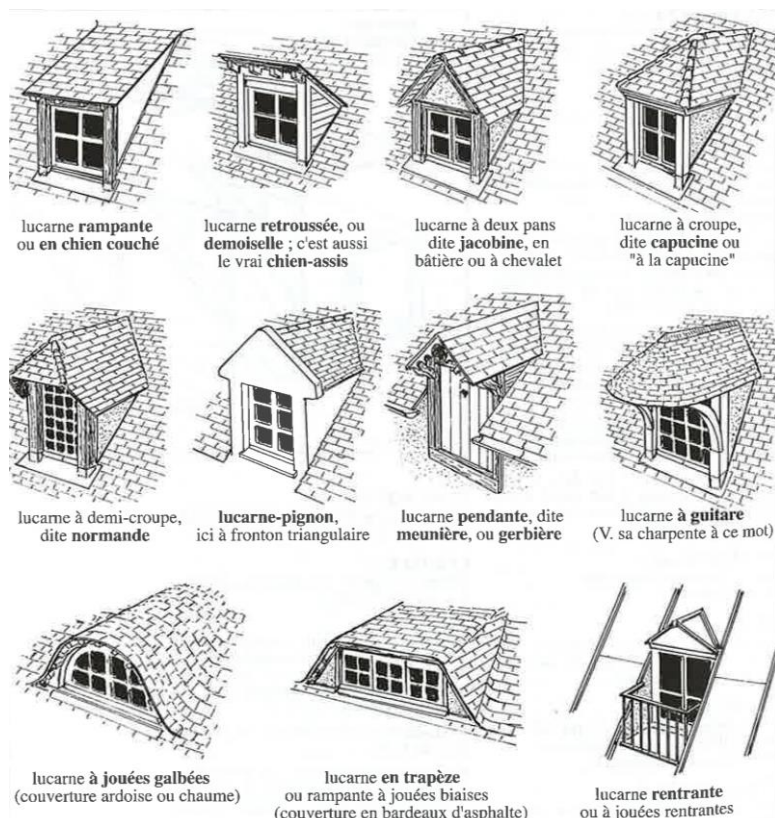 lucarne rampante
ou en chien couché
lucarne retroussée, ou
demoiselle ; c'est aussi
le vrai chien-assis
lucarne à deux pans
dite jacobine, en
bâtière ou à chevalet
lucarne à croupe,
dite capucine ou
"à la capucine"
lucarne à demi-croupe,
dite normande
lucarne-pignon,
ici à fronton triangulaire
lucarne pendante, dite
meunière, ou gerbière
lucarne à guitare
(V. sa charpente à ce mot)
lucarne à jouées galbées
(couverture ardoise ou chaume)
lucarne en trapèze
ou rampante à jouées biaises
(couverture en bardeaux d'asphalte)
lucarne rentrante
ou à jouées rentrantes